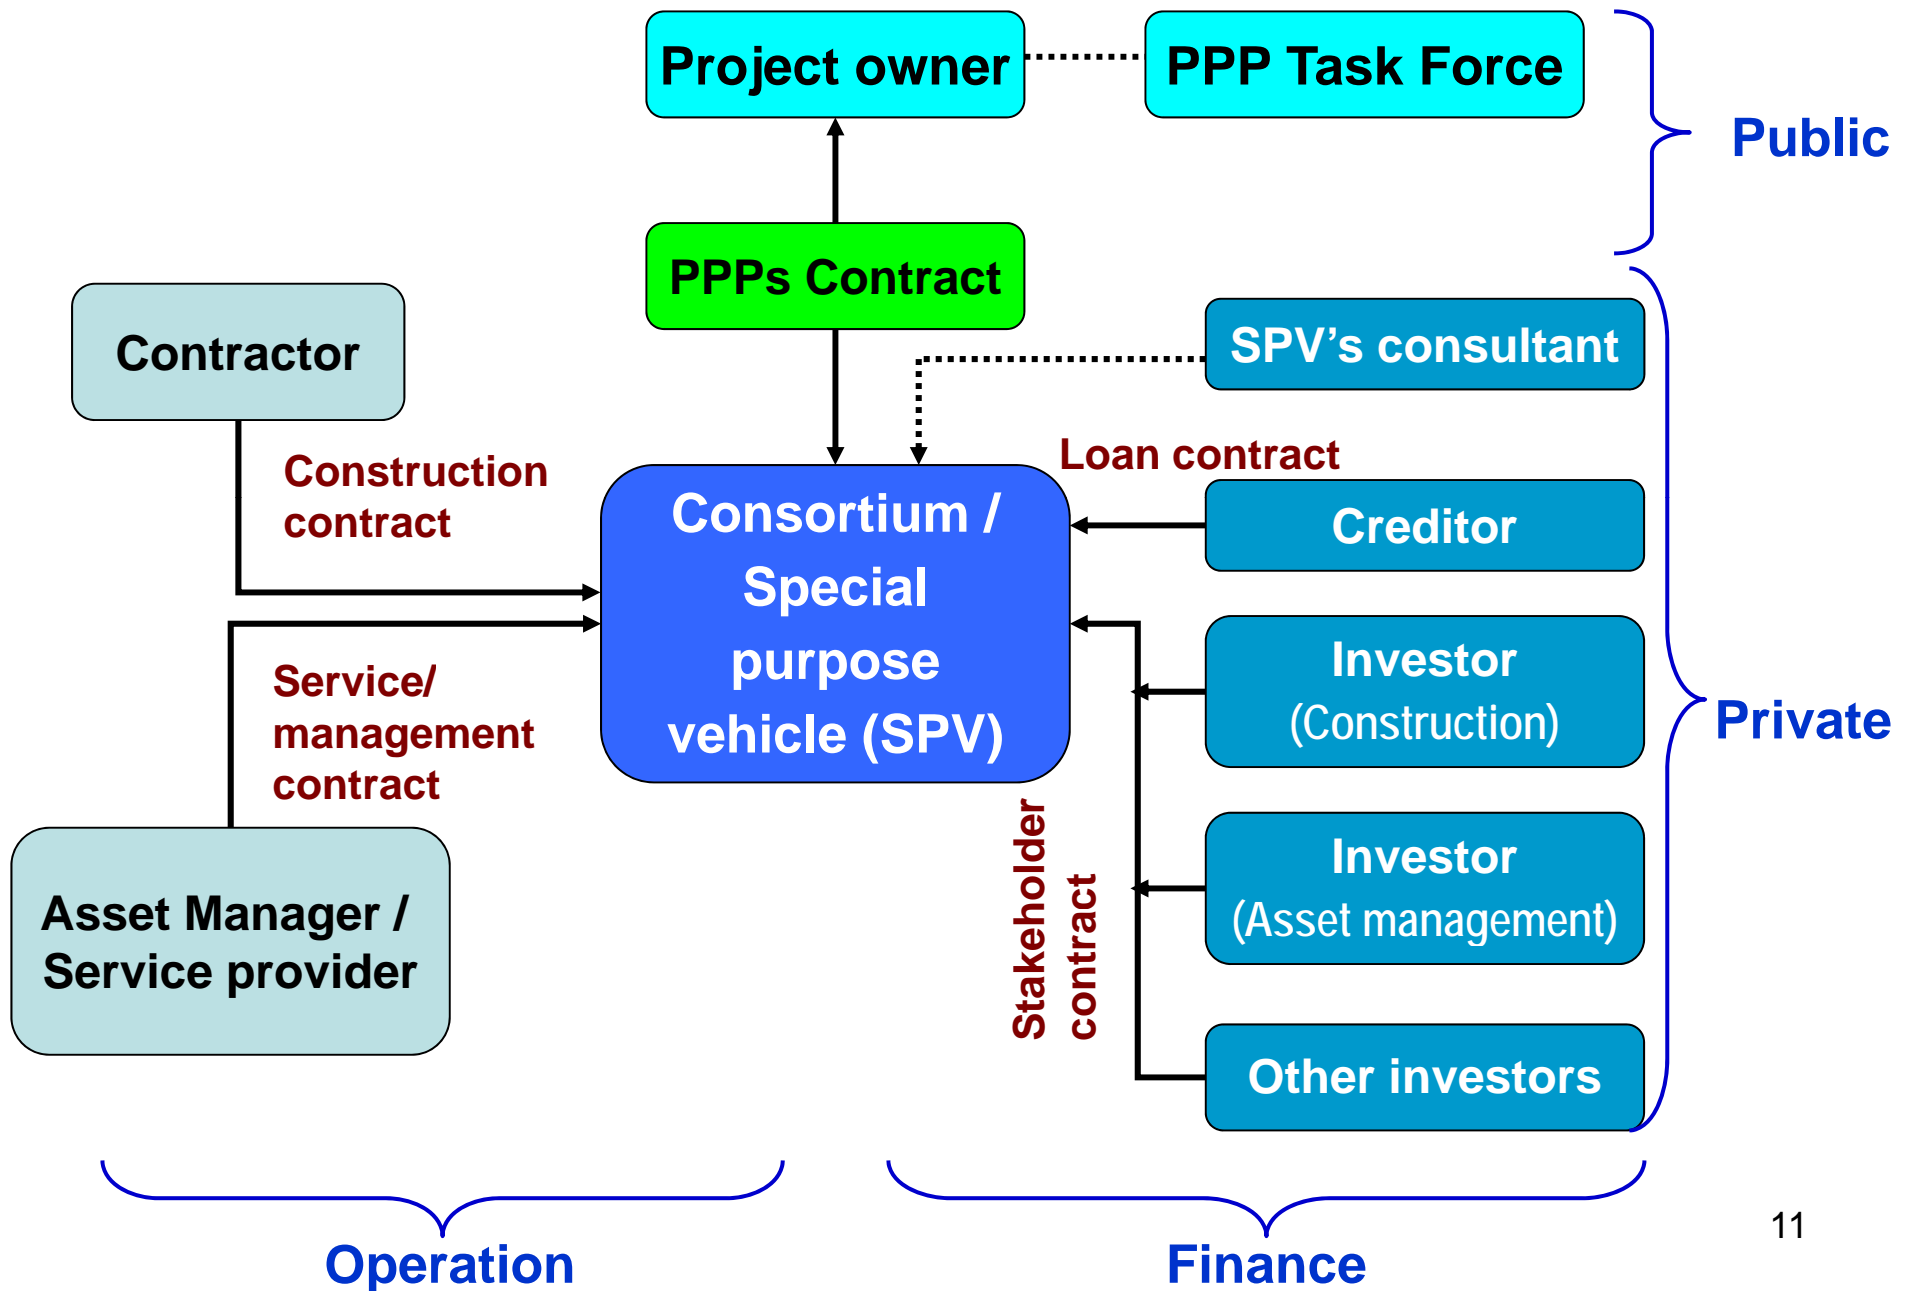 Project owner
PPP Task Force
Public
PPPs Contract
Contractor
SPV’s consultant
Construction
contract
Loan contract
Consortium /
Special
purpose
vehicle (SPV)
Creditor
Service/
management
contract
Investor
(Construction)
Private
Stakeholder
contract
Investor
(Asset management)
Asset Manager /
Service provider
Other investors
Operation
Finance
11